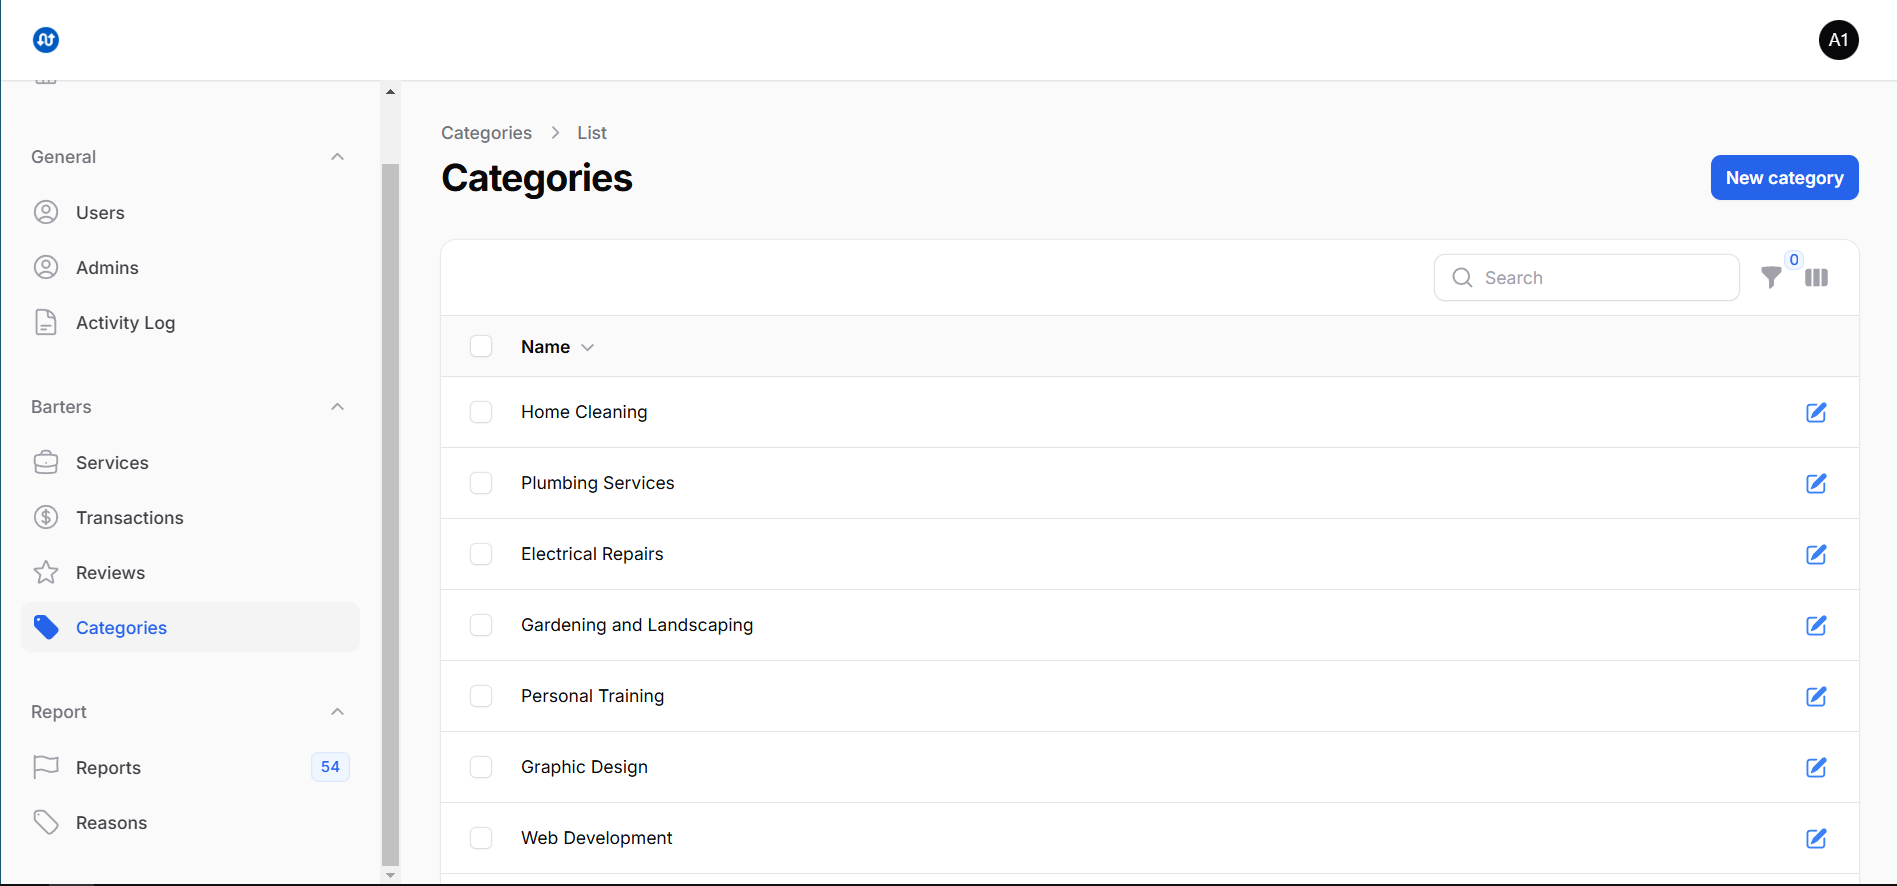 A1
General
Users
Admins
Activity Log
Barters
Services
Transactions
Reviews
Categories
Report
Reports 54
Reasons
Categories > List
Categories
New category
Search
0
Name
Home Cleaning
Plumbing Services
Electrical Repairs
Gardening and Landscaping
Personal Training
Graphic Design
Web Development